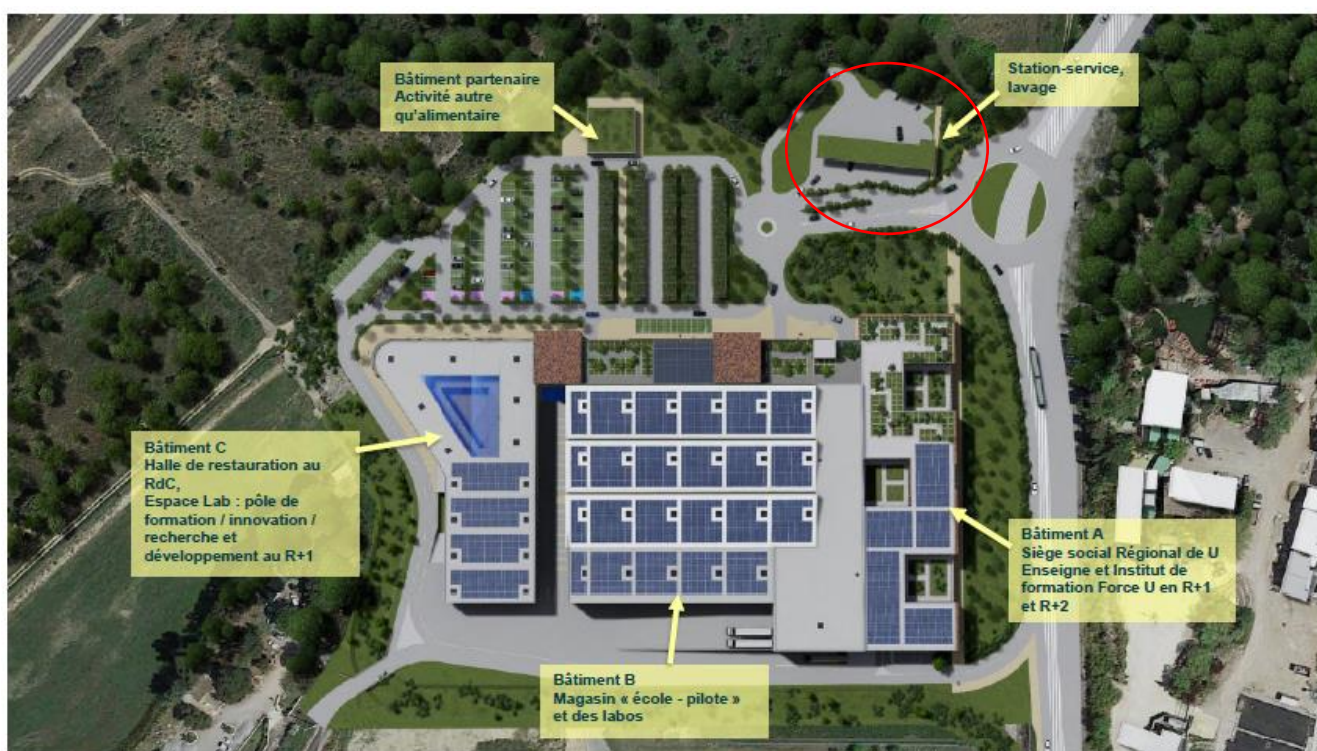 Bâtiment partenaire
Activité autre
qu'alimentaire
Station-service,
lavage
Bâtiment C
Halle de restauration au
RdC,
Espace Lab : pôle de
formation / innovation /
recherche et
développement au R+1
Bâtiment A
Siège social Régional de U
Enseigne et Institut de
formation Force U en R+1
et R+2
Bâtiment B
Magasin « école - pilote »
et des labos